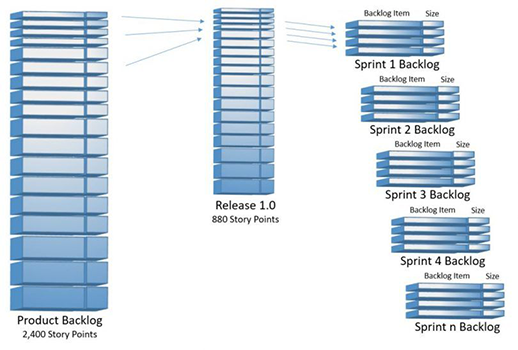 Backlog Item Size
Sprint 1 Backlog
Backlog Item Size
Sprint 2 Backlog
Backlog Item Size
Sprint 3 Backlog
Backlog Item Size
Sprint 4 Backlog
Backlog Item Size
Sprint n Backlog
Release 1.0
880 Story Points
Product Backlog
2,400 Story Points